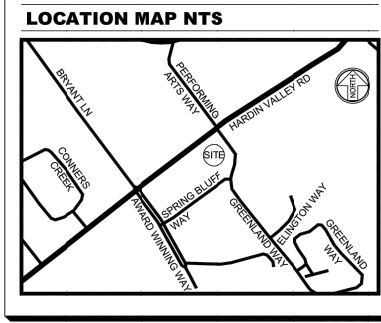 LOCATION MAP NTS
BRYANT LN
PERFORMING
ARTS WAY
HARDIN VALLEY RD
NORTH
CONNERS
CREEK
SITE
SPRING BLUFF
WAY
AWARD WINNING WAY
GREENLAND WAY
ELINGTON WAY
GREENLAND
WAY